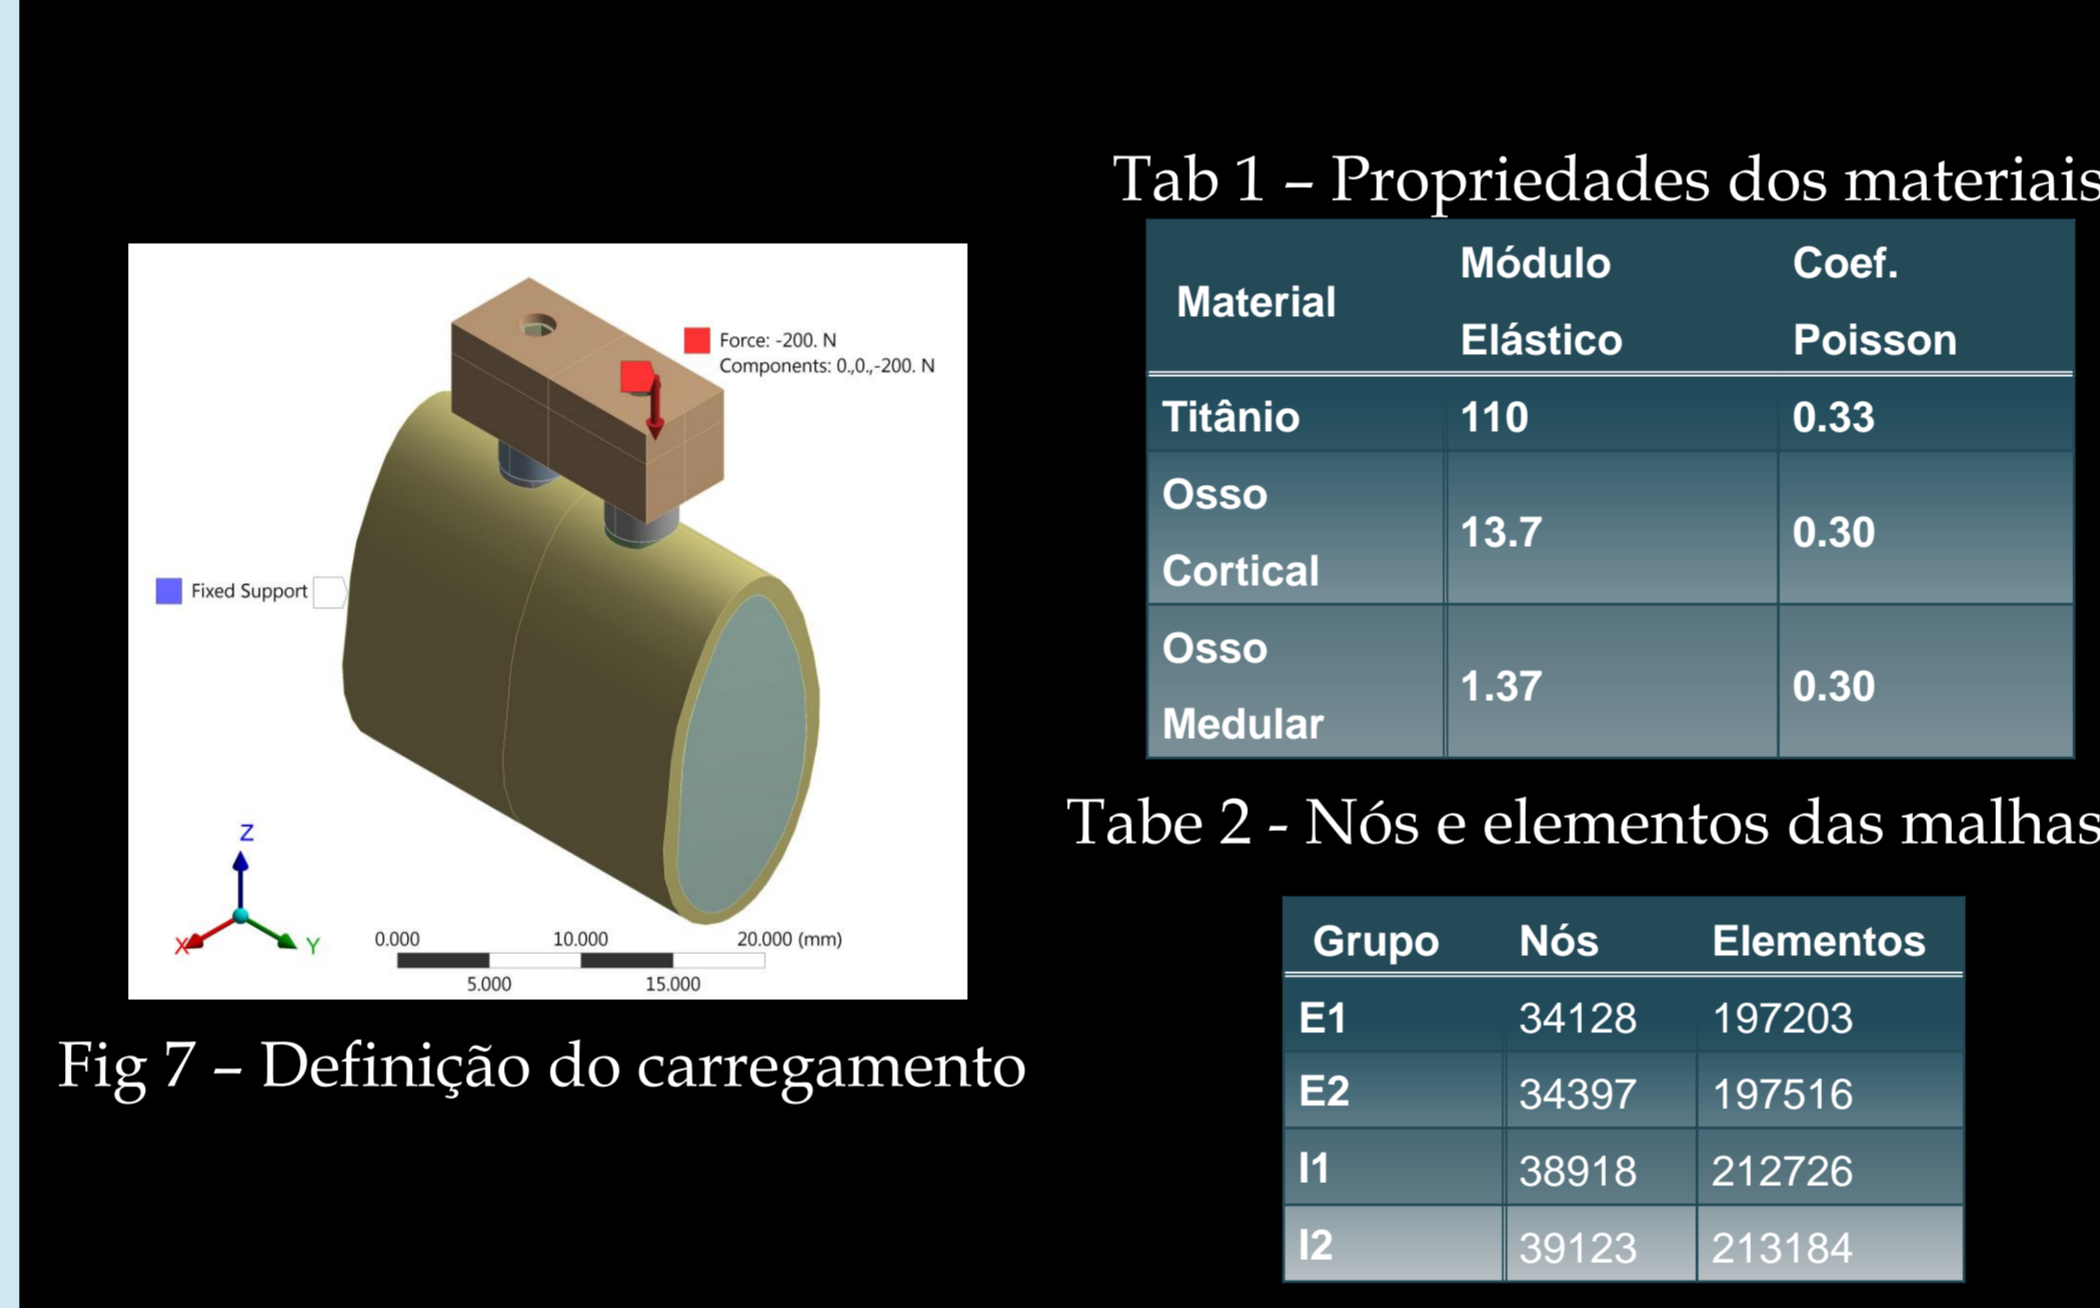 Force: -200. N
Components: 0.,0.,-200. N
Fixed Support
Z
X
Y
0.000 10.000 20.000 (mm)
5.000 15.000
Fig 7 – Definição do carregamento
Tab 1 – Propriedades dos materiais
Material Módulo Elástico Coef. Poisson
Titânio 110 0.33
Osso Cortical 13.7 0.30
Osso Medular 1.37 0.30
Tabe 2 - Nós e elementos das malhas
Grupo Nós Elementos
E1 34128 197203
E2 34397 197516
I1 38918 212726
I2 39123 213184